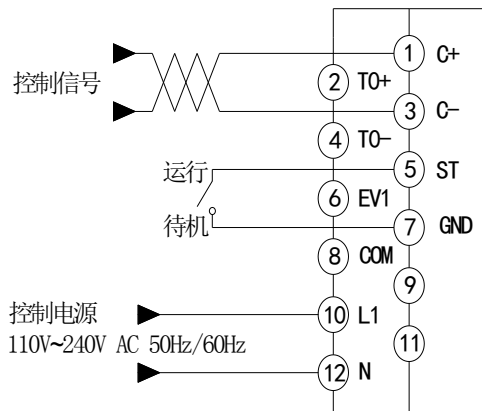 1 C+
控制信号
2 TO+
3 C-
4 TO-
运行
5 ST
6 EV1
待机
7 GND
8 COM
9
控制电源
10 L1
110V~240V AC 50Hz/60Hz
11
12 N